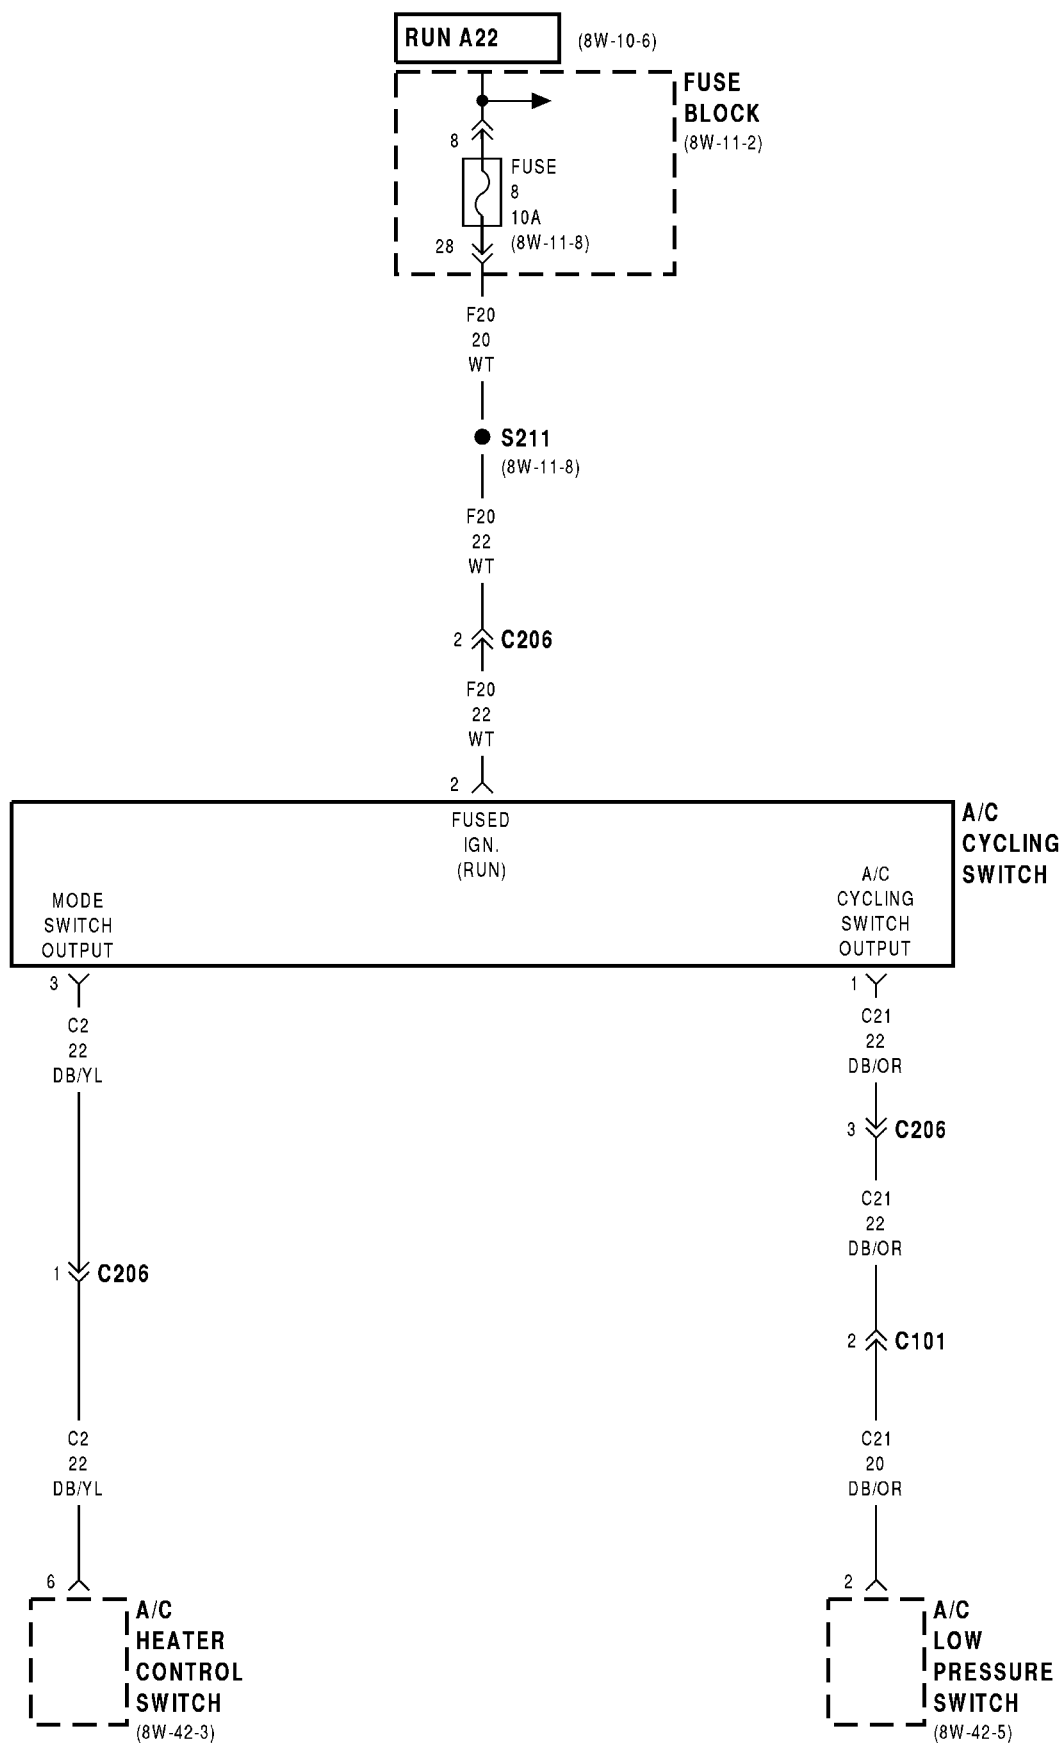 RUN A22 (8W-10-6)
FUSE
BLOCK
(8W-11-2)
8
FUSE
8
10A
(8W-11-8)
28
F20
20
WT
S211
(8W-11-8)
F20
22
WT
2 C206
F20
22
WT
2
FUSED
IGN.
(RUN)
A/C
CYCLING
SWITCH
MODE
SWITCH
OUTPUT
A/C
CYCLING
SWITCH
OUTPUT
3
C2
22
DB/YL
1 C206
C2
22
DB/YL
6
A/C
HEATER
CONTROL
SWITCH
(8W-42-3)
1
C21
22
DB/OR
3 C206
C21
22
DB/OR
2 C101
C21
20
DB/OR
2
A/C
LOW
PRESSURE
SWITCH
(8W-42-5)